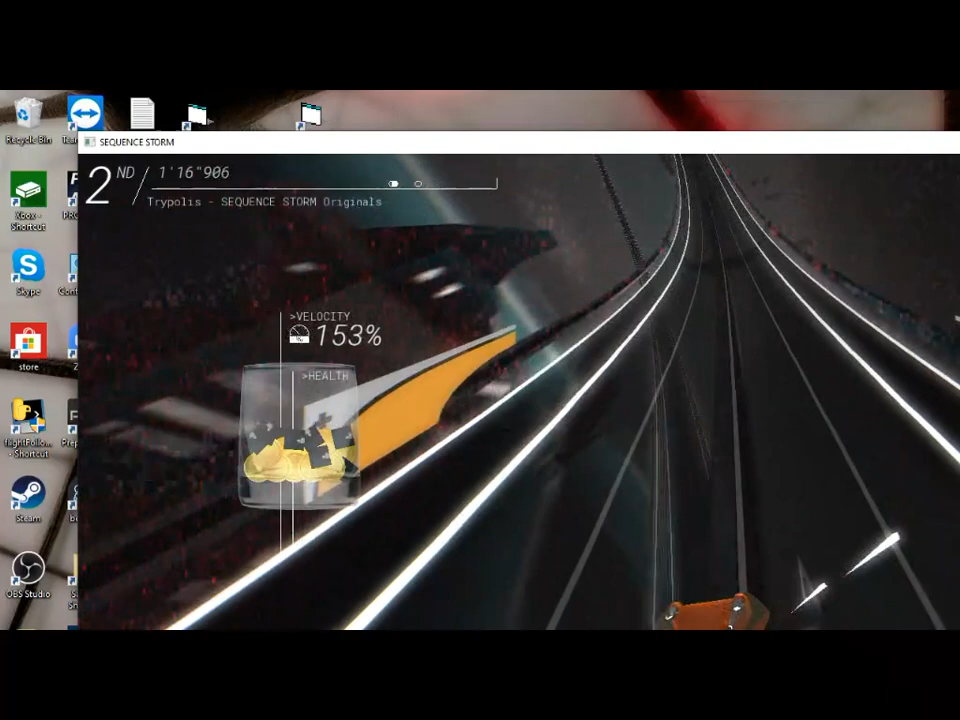 Recycle Bin
SEQUENCE STORM
2ND
1'16"906
Trypolis - SEQUENCE STORM Originals
Xbox -
Shortcut
>VELOCITY
153%
>HEALTH
Skype
store
- Shortcut
Steam
OBS Studio